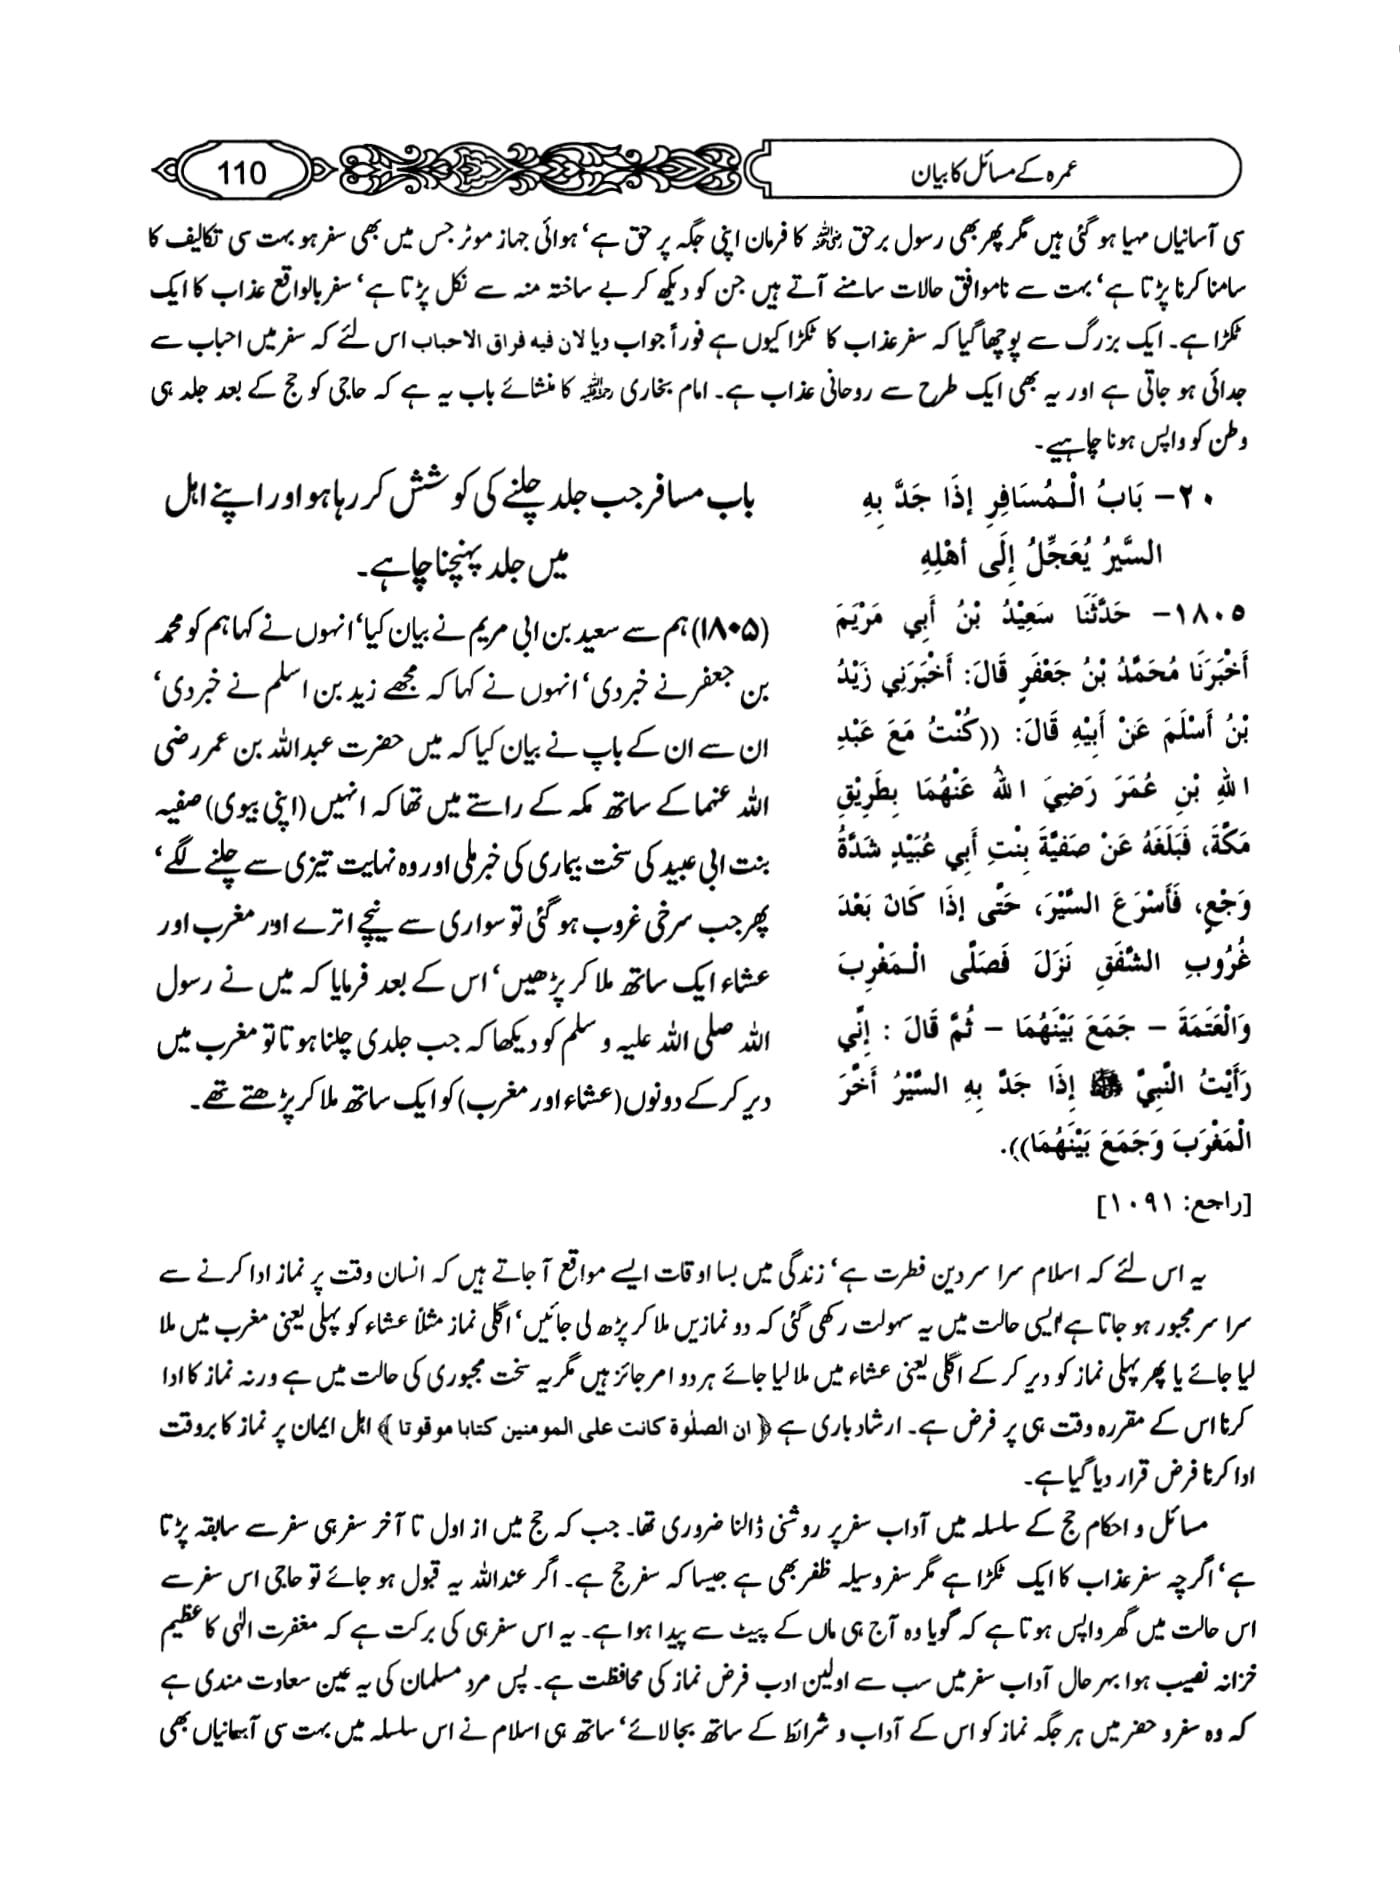 عمرہ کے مسائل کا بیان
110
سی آسانیاں مہیا ہو گئی ہیں مگر پھر بھی رسول برحق ﷺ کا فرمان اپنی جگہ پر حق ہے‘ ہوائی جہاز موٹر جس میں بھی سفر ہو بہت سی تکالیف کا
سامنا کرنا پڑتا ہے‘ بہت سے ناموافق حالات سامنے آتے ہیں جن کو دیکھ کر بے ساختہ منہ سے نکل پڑتا ہے‘ سفر بالواقع عذاب کا ایک
ٹکڑا ہے۔ ایک بزرگ سے پوچھا گیا کہ سفر عذاب کا ٹکڑا کیوں ہے فوراً جواب دیا لان فیه فراق الاحباب اس لئے کہ سفر میں احباب سے
جدائی ہو جاتی ہے اور یہ بھی ایک طرح سے روحانی عذاب ہے۔ امام بخاری رحمہ اللہ کا منشائے باب یہ ہے کہ حاجی کو حج کے بعد جلد ہی
وطن کو واپس ہونا چاہیے۔
٢٠- بَابُ الْـمُسَافِرِ إِذَا جَدَّ بِهِ
السَّيرُ يُعَجِّلُ إِلَى أَهْلِهِ
١٨٠٥- حَدَّثَنَا سَعِيْدُ بْنُ أَبِي مَرْيَمَ
أَخْبَرَنَا مُحَمَّدُ بْنُ جَعْفَرٍ قَالَ: أَخْبَرَنِي زَيْدُ
بْنُ أَسْلَمَ عَنْ أَبِيْهِ قَالَ: ((كُنْتُ مَعَ عَبْدِ
اللهِ بْنِ عُمَرَ رَضِيَ اللهُ عَنْهُمَا بِطَرِيْقِ
مَكَّةَ، فَبَلَغَهُ عَنْ صَفِيَّةَ بِنْتِ أَبِي عُبَيْدٍ شِدَّةُ
وَجْعٍ، فَأَسْرَعَ السَّيْرَ، حَتَّى إِذَا كَانَ بَعْدَ
غُرُوبِ الشَّفَقِ نَزَلَ فَصَلَّى الْـمَغْرِبَ
وَالْعَتَمَةَ – جَمَعَ بَيْنَهُمَا – ثُمَّ قَالَ : إِنِّي
رَأَيْتُ النَّبِيَّ ﷺ إِذَا جَدَّ بِهِ السَّيْرُ أَخَّرَ
الْمَغْرَبَ وَجَمَعَ بَيْنَهُمَا)).
[راجع: ١٠٩١]
باب مسافر جب جلد چلنے کی کوشش کر رہا ہو اور اپنے اہل
میں جلد پہنچنا چاہے۔
(۱۸۰۵) ہم سے سعید بن ابی مریم نے بیان کیا‘ انہوں نے کہا ہم کو محمد
بن جعفر نے خبر دی‘ انہوں نے کہا کہ مجھے زید بن اسلم نے خبر دی‘
ان سے ان کے باپ نے بیان کیا کہ میں حضرت عبداللہ بن عمر رضی
اللہ عنہما کے ساتھ مکہ کے راستے میں تھا کہ انہیں (اپنی بیوی) صفیہ
بنت ابی عبید کی سخت بیماری کی خبر ملی اور وہ نہایت تیزی سے چلنے لگے‘
پھر جب سرخی غروب ہو گئی تو سواری سے نیچے اترے اور مغرب اور
عشاء ایک ساتھ ملا کر پڑھیں‘ اس کے بعد فرمایا کہ میں نے رسول
اللہ صلی اللہ علیہ و سلم کو دیکھا کہ جب جلدی چلنا ہوتا تو مغرب میں
دیر کر کے دونوں (عشاء اور مغرب) کو ایک ساتھ ملا کر پڑھتے تھے۔
یہ اس لئے کہ اسلام سراسر دین فطرت ہے‘ زندگی میں بسا اوقات ایسے مواقع آ جاتے ہیں کہ انسان وقت پر نماز ادا کرنے سے
سراسر مجبور ہو جاتا ہے ایسی حالت میں یہ سہولت رکھی گئی کہ دو نمازیں ملا کر پڑھ لی جائیں‘ اگلی نماز مثلاً عشاء کو پہلی یعنی مغرب میں ملا
لیا جائے یا پھر پہلی نماز کو دیر کر کے اگلی یعنی عشاء میں ملا لیا جائے ہر دو امر جائز ہیں مگر یہ سخت مجبوری کی حالت میں ہے ورنہ نماز کا ادا
کرنا اس کے مقررہ وقت ہی پر فرض ہے۔ ارشاد باری ہے ﴿ ان الصلٰوة كانت على المومنين كتابا موقوتا ﴾ اہل ایمان پر نماز کا بروقت
ادا کرنا فرض قرار دیا گیا ہے۔
مسائل و احکام حج کے سلسلہ میں آداب سفر پر روشنی ڈالنا ضروری تھا۔ جب کہ حج میں از اول تا آخر سفر ہی سفر سے سابقہ پڑتا
ہے‘ اگرچہ سفر عذاب کا ایک ٹکڑا ہے مگر سفر وسیلہ ظفر بھی ہے جیسا کہ سفر حج ہے۔ اگر عنداللہ یہ قبول ہو جائے تو حاجی اس سفر سے
اس حالت میں گھر واپس ہوتا ہے کہ گویا وہ آج ہی ماں کے پیٹ سے پیدا ہوا ہے۔ یہ اس سفر ہی کی برکت ہے کہ مغفرت الٰہی کا عظیم
خزانہ نصیب ہوا بہر حال آداب سفر میں سب سے اولین ادب فرض نماز کی محافظت ہے۔ پس مرد مسلمان کی یہ عین سعادت مندی ہے
کہ وہ سفر و حضر میں ہر جگہ نماز کو اس کے آداب و شرائط کے ساتھ بجا لائے‘ ساتھ ہی اسلام نے اس سلسلہ میں بہت سی آسانیاں بھی